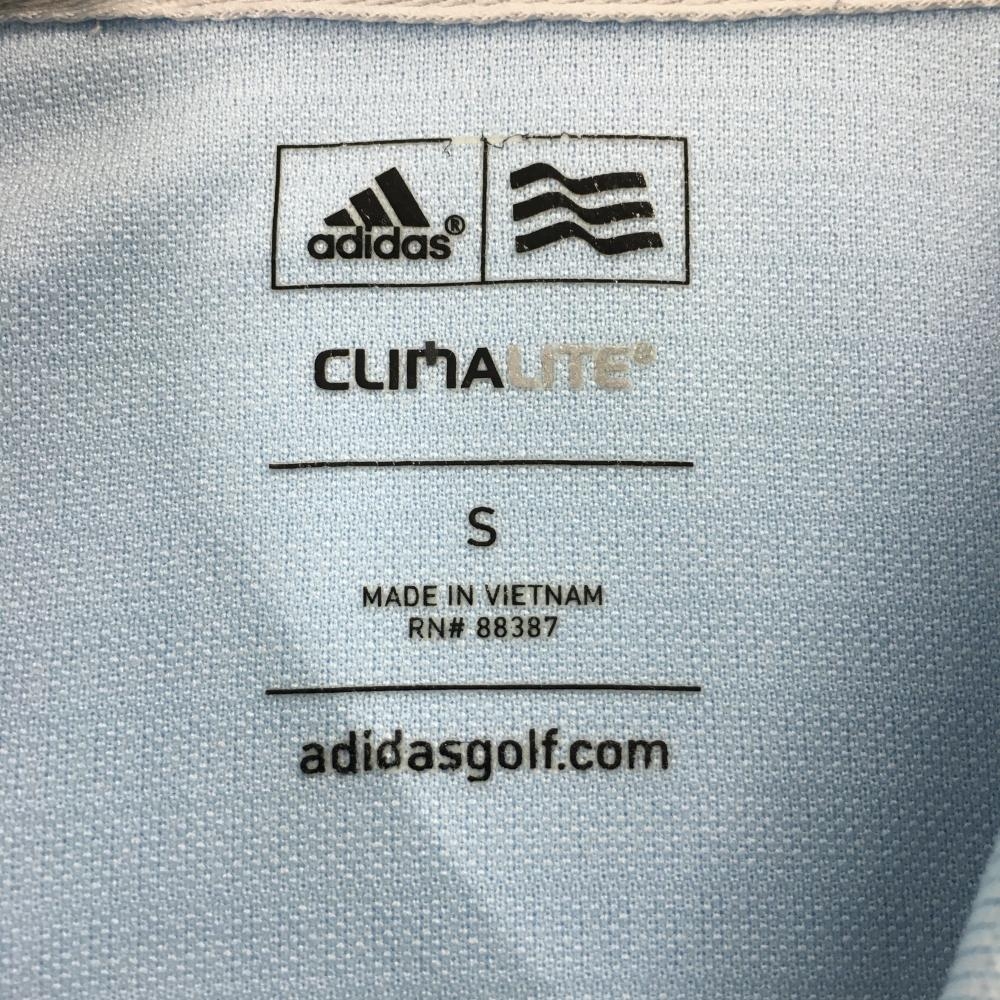 adidas®
CLIMALITE®
S
MADE IN VIETNAM
RN# 88387
adidasgolf.com